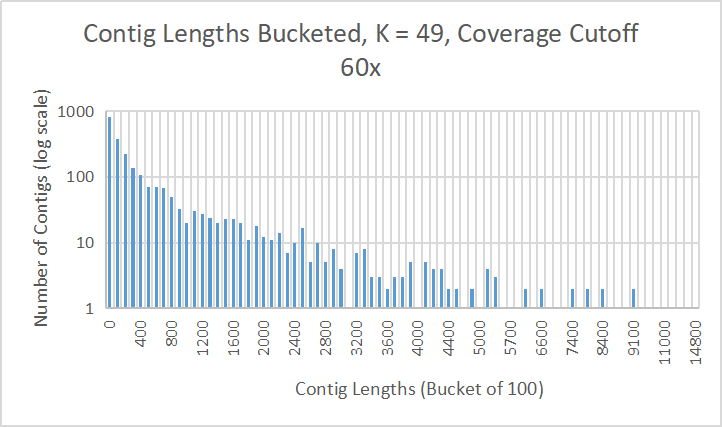 Contig Lengths Bucketed, K = 49, Coverage Cutoff
60x
Number of Contigs (log scale)
1000
100
10
1
0 400 800 1200 1600 2000 2400 2800 3200 3600 4000 4400 5000 5700 6600 7400 8400 9100 11000 14800
Contig Lengths (Bucket of 100)